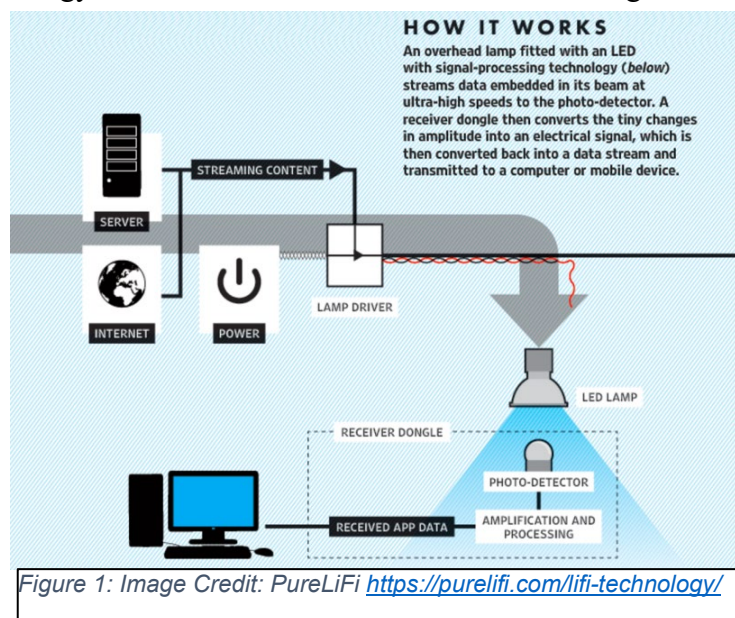 HOW IT WORKS
An overhead lamp fitted with an LED
with signal-processing technology (below)
streams data embedded in its beam at
ultra-high speeds to the photo-detector. A
receiver dongle then converts the tiny changes
in amplitude into an electrical signal, which is
then converted back into a data stream and
transmitted to a computer or mobile device.
STREAMING CONTENT
SERVER
INTERNET
POWER
LAMP DRIVER
LED LAMP
RECEIVER DONGLE
PHOTO-DETECTOR
RECEIVED APP DATA
AMPLIFICATION AND
PROCESSING
Figure 1: Image Credit: PureLiFi https://purelifi.com/lifi-technology/